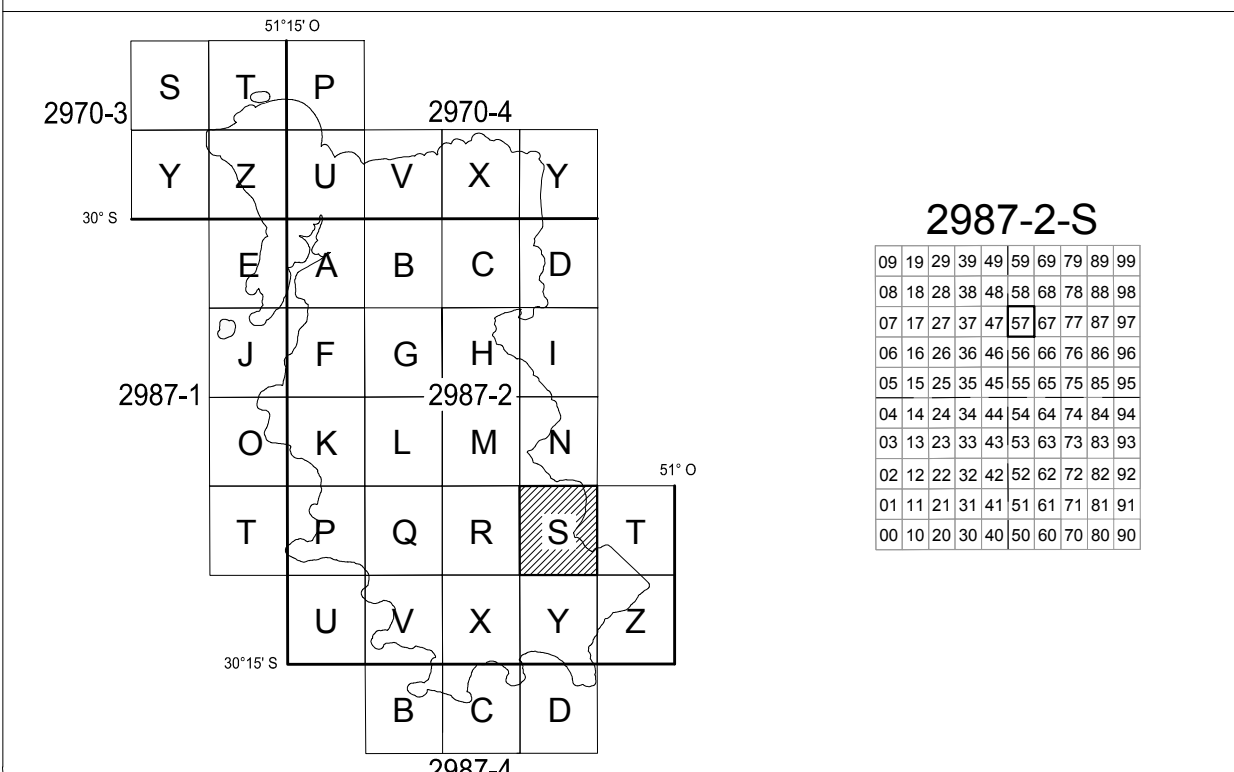 51°15' O
S T P
2970-3 2970-4
Y Z U V X Y
30° S
E A B C D
J F G H I
2987-1 2987-2
O K L M N
51° O
T P Q R S T
U V X Y Z
30°15' S
B C D
2987-4
2987-2-S
09 19 29 39 49 59 69 79 89 99
08 18 28 38 48 58 68 78 88 98
07 17 27 37 47 57 67 77 87 97
06 16 26 36 46 56 66 76 86 96
05 15 25 35 45 55 65 75 85 95
04 14 24 34 44 54 64 74 84 94
03 13 23 33 43 53 63 73 83 93
02 12 22 32 42 52 62 72 82 92
01 11 21 31 41 51 61 71 81 91
00 10 20 30 40 50 60 70 80 90